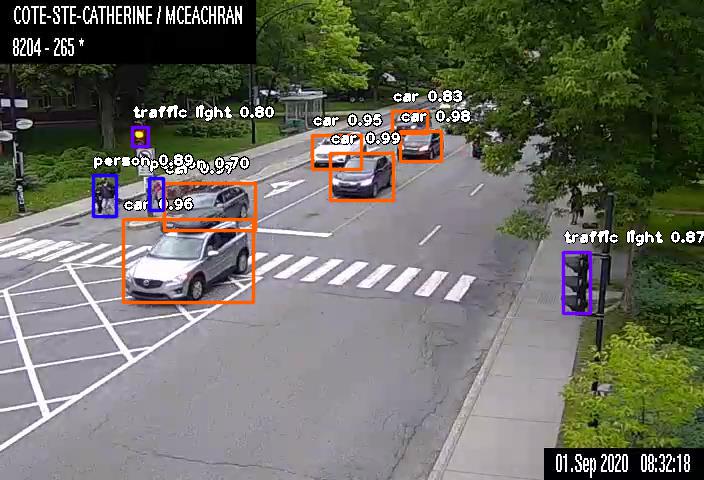 COTE-STE-CATHERINE / MCEACHRAN
8204 - 265 *
car 0.83
traffic light 0.80
car 0.95
car 0.98
car 0.99
person 0.89
0.70
car 0.96
traffic light 0.87
01.Sep 2020 08:32:18